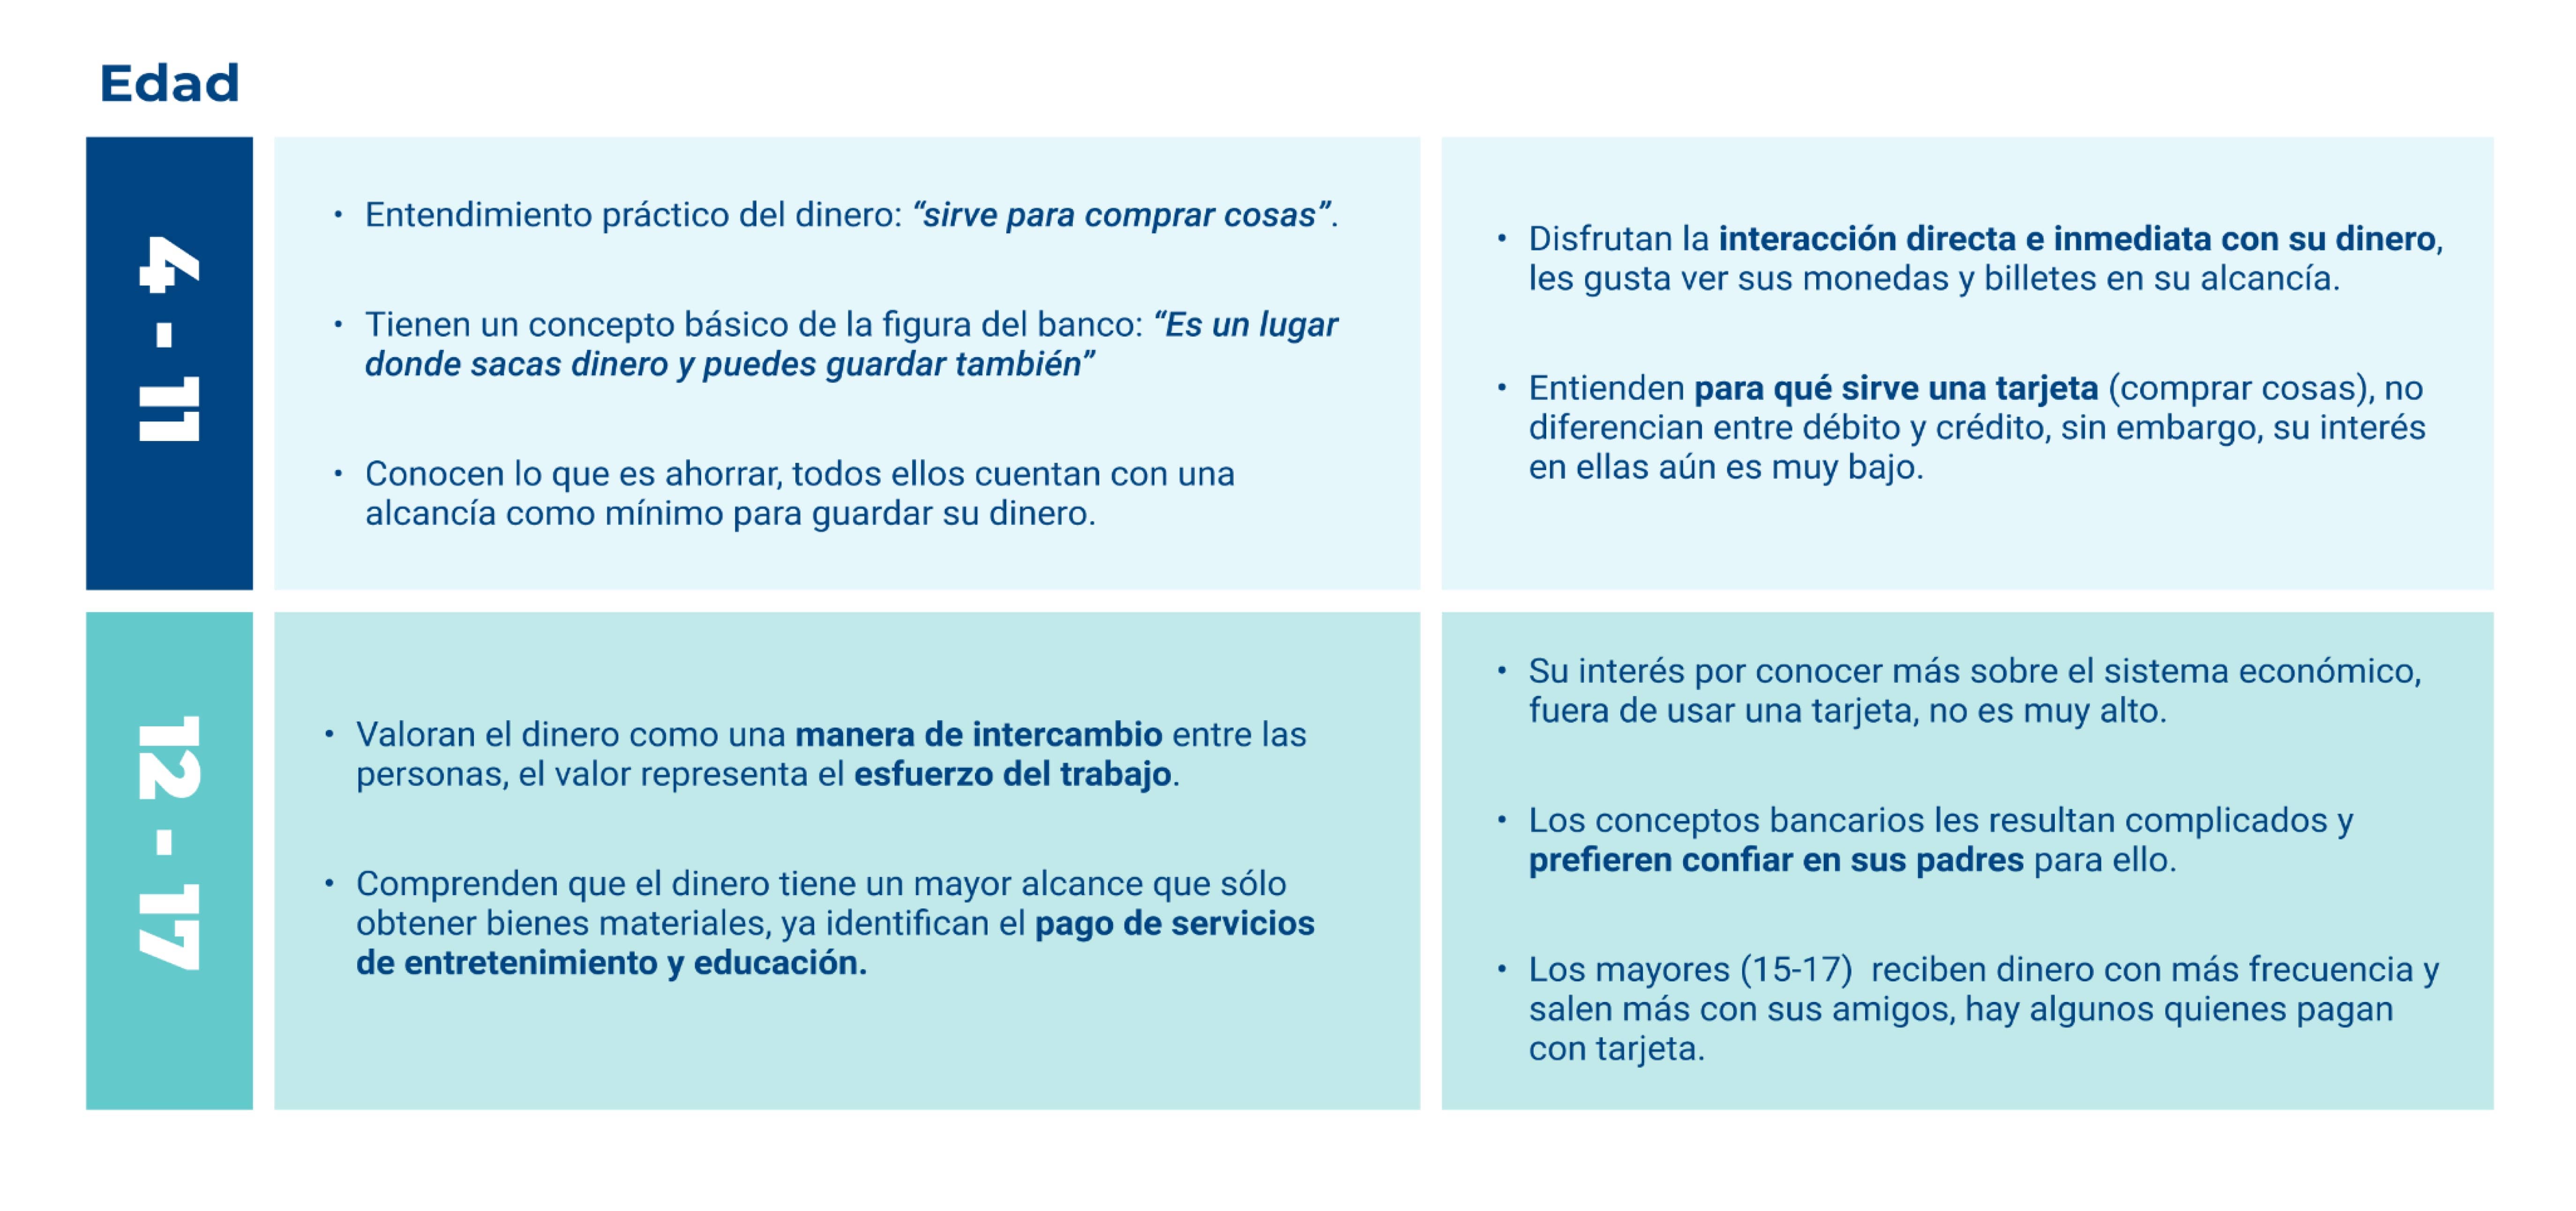 Edad
4 - 11
• Entendimiento práctico del dinero: “sirve para comprar cosas”.
• Tienen un concepto básico de la figura del banco: “Es un lugar
donde sacas dinero y puedes guardar también”
• Conocen lo que es ahorrar, todos ellos cuentan con una
alcancía como mínimo para guardar su dinero.
• Disfrutan la interacción directa e inmediata con su dinero,
les gusta ver sus monedas y billetes en su alcancía.
• Entienden para qué sirve una tarjeta (comprar cosas), no
diferencian entre débito y crédito, sin embargo, su interés
en ellas aún es muy bajo.
12 - 17
• Valoran el dinero como una manera de intercambio entre las
personas, el valor representa el esfuerzo del trabajo.
• Comprenden que el dinero tiene un mayor alcance que sólo
obtener bienes materiales, ya identifican el pago de servicios
de entretenimiento y educación.
• Su interés por conocer más sobre el sistema económico,
fuera de usar una tarjeta, no es muy alto.
• Los conceptos bancarios les resultan complicados y
prefieren confiar en sus padres para ello.
• Los mayores (15-17) reciben dinero con más frecuencia y
salen más con sus amigos, hay algunos quienes pagan
con tarjeta.